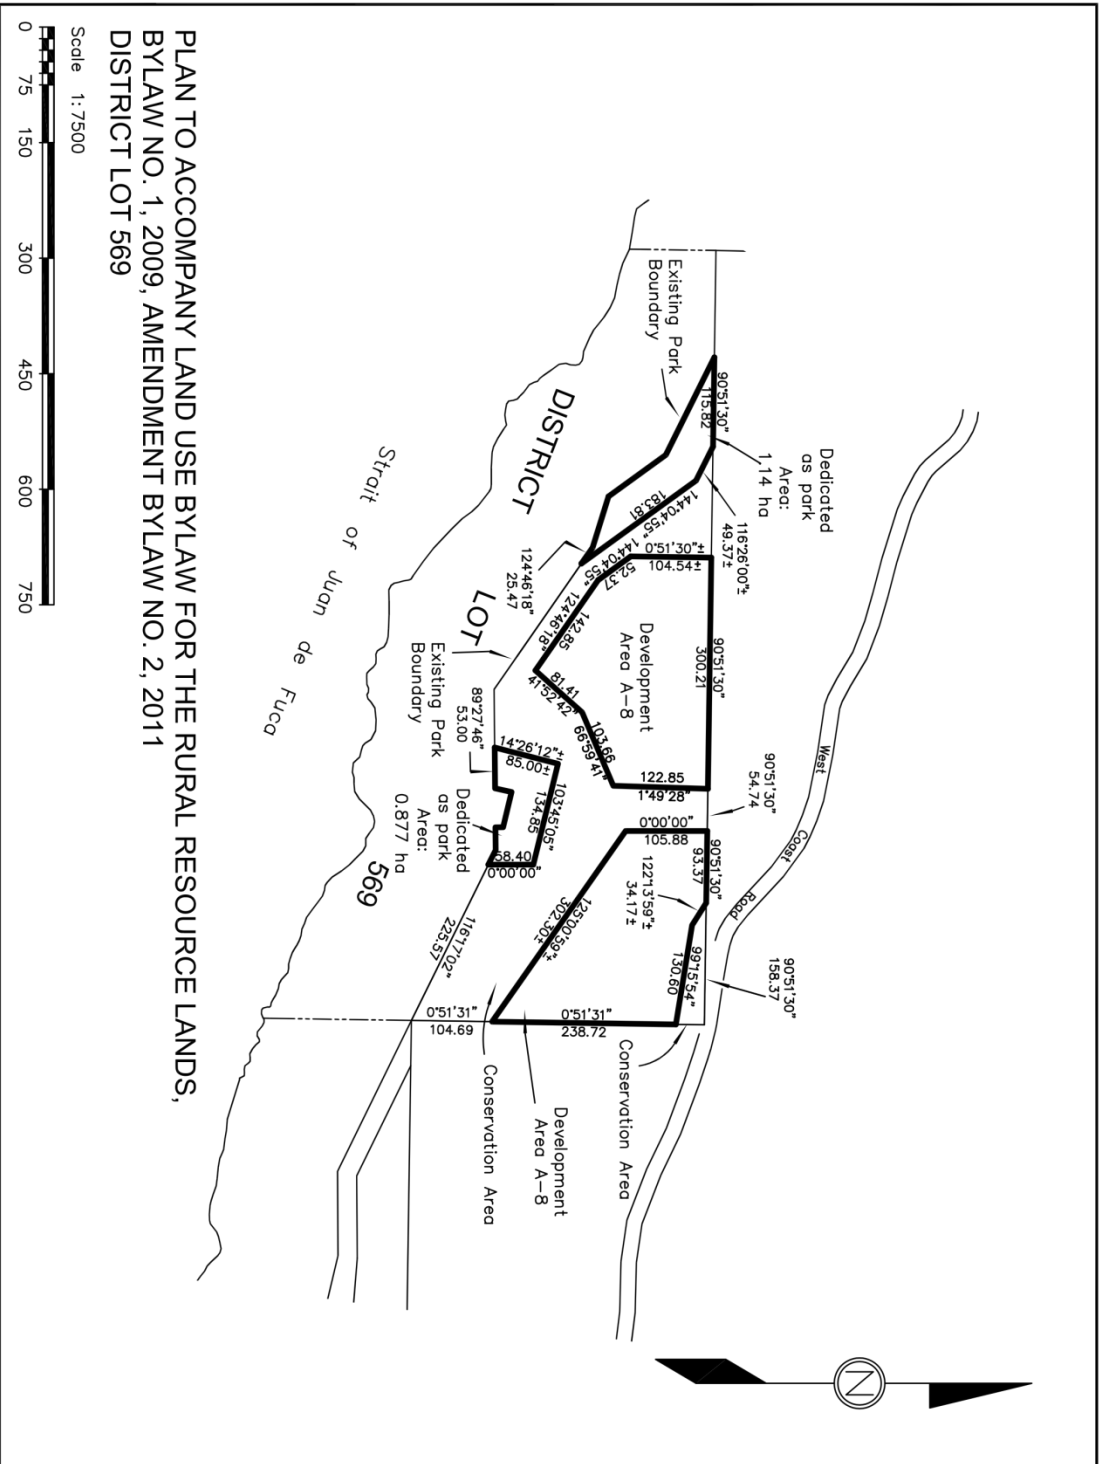 PLAN TO ACCOMPANY LAND USE BYLAW FOR THE RURAL RESOURCE LANDS,
BYLAW NO. 1, 2009, AMENDMENT BYLAW NO. 2, 2011
DISTRICT LOT 569
Scale 1:7500
0 75 150 300 450 600 750
West Coast Road
Dedicated
as park
Area:
1.14 ha
90°51'30"
115.82
116°26'00"±
49.37±
Existing Park
Boundary
144°04'55"
183.81
0°51'30"±
104.54±
144°04'55"
52.37
90°51'30"
300.21
Development
Area A-8
124°46'18"
142.85
124°46'18"
25.47
81.41
41°52'42"
103.66
66°59'41"
122.85
1°49'28"
90°51'30"
54.74
0°00'00"
105.88
90°51'30"
93.37
122°13'59"±
34.17±
90°51'30"
158.37
99°15'54"
130.60
125°00'59"±
302.30±
0°51'31"
238.72
0°51'31"
104.69
Conservation Area
Development
Area A-8
Conservation Area
Existing Park
Boundary
89°27'46"
53.00
14°26'12"±
85.00±
103°45'05"
134.85
58.40
0°00'00"
Dedicated
as park
Area:
0.877 ha
116°17'02"
225.57
DISTRICT
LOT
569
Strait of Juan de Fuca
N